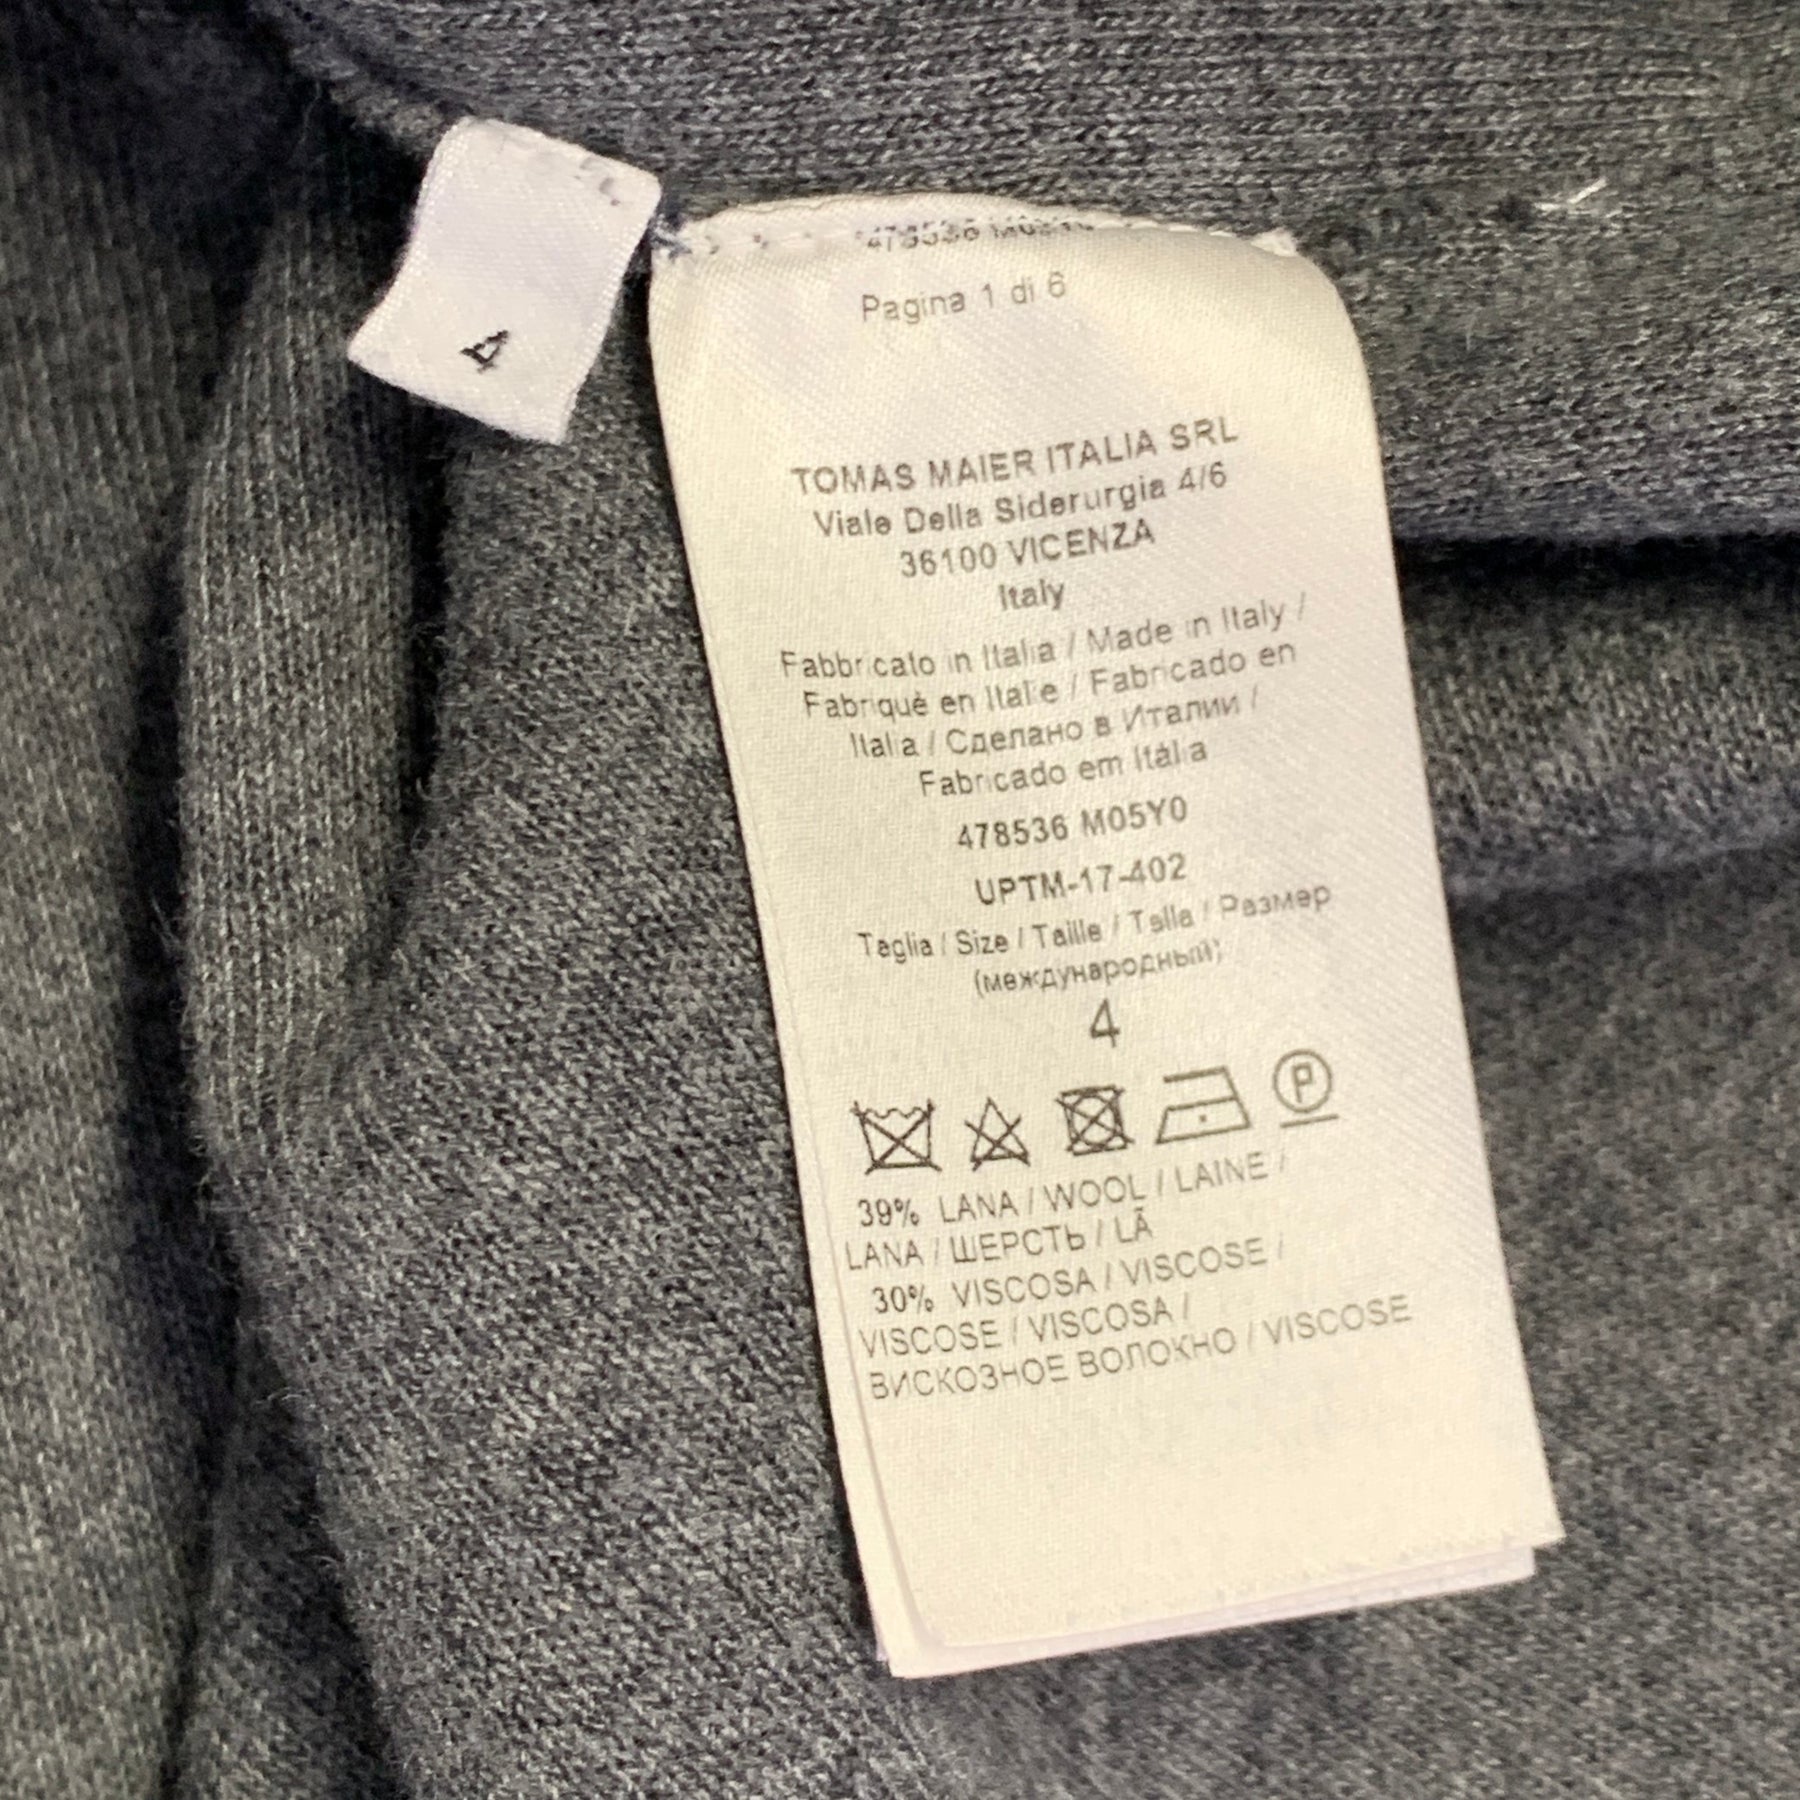 4
478536 M05Y0
Pagina 1 di 6
TOMAS MAIER ITALIA SRL
Viale Della Siderurgia 4/6
36100 VICENZA
Italy
Fabbricato in Italia / Made in Italy /
Fabriqué en Italie / Fabricado en
Italia / Сделано в Италии /
Fabricado em Itália
478536 M05Y0
UPTM-17-402
Taglia / Size / Taille / Talla / Размер
(международный)
4
P
39% LANA / WOOL / LAINE /
LANA / ШЕРСТЬ / LÃ
30% VISCOSA / VISCOSE /
VISCOSE / VISCOSA /
ВИСКОЗНОЕ ВОЛОКНО / VISCOSE